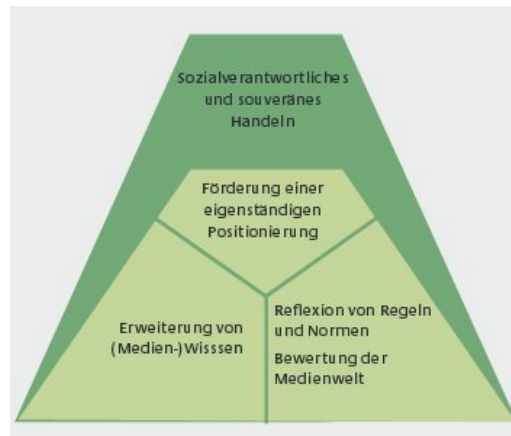 Sozialverantwortliches
und souveränes
Handeln
Förderung einer
eigenständigen
Positionierung
Erweiterung von
(Medien-)Wisssen
Reflexion von Regeln
und Normen
Bewertung der
Medienwelt